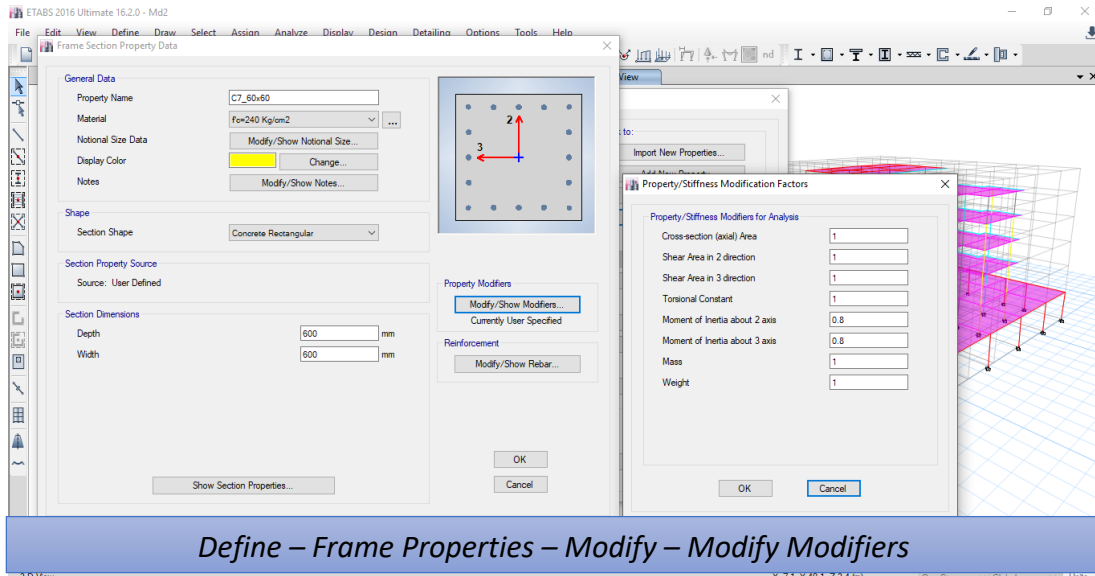 ETABS 2016 Ultimate 16.2.0 - Md2
File Edit View Define Draw Select Assign Analyze Display Design Detailing Options Tools Help
Frame Section Property Data
nd
General Data
Property Name C7_60x60
Material f'c=240 Kg/cm2 ...
Notional Size Data Modify/Show Notional Size...
Display Color Change...
Notes Modify/Show Notes...
Shape
Section Shape Concrete Rectangular
Section Property Source
Source: User Defined
Section Dimensions
Depth 600 mm
Width 600 mm
Show Section Properties...
2
3
Property Modifiers
Modify/Show Modifiers...
Currently User Specified
Reinforcement
Modify/Show Rebar...
OK
Cancel
View
to:
Import New Properties...
Property/Stiffness Modification Factors
Property/Stiffness Modifiers for Analysis
Cross-section (axial) Area 1
Shear Area in 2 direction 1
Shear Area in 3 direction 1
Torsional Constant 1
Moment of Inertia about 2 axis 0.8
Moment of Inertia about 3 axis 0.8
Mass 1
Weight 1
OK Cancel
Define – Frame Properties – Modify – Modify Modifiers